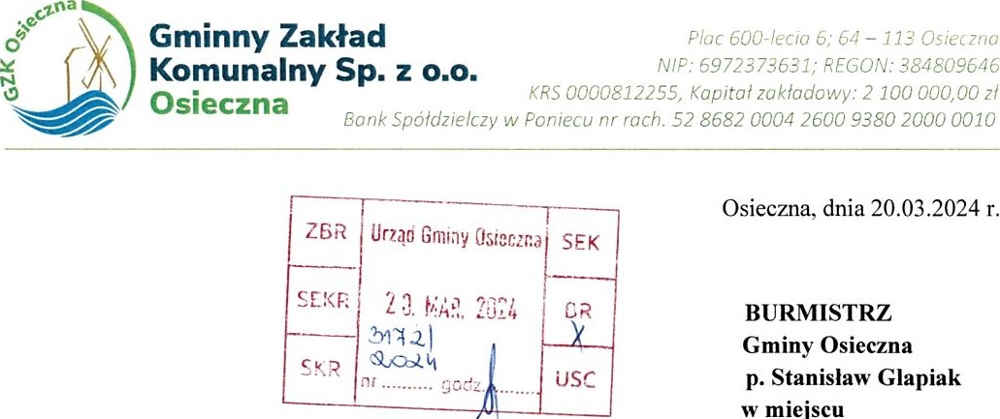 GZK Osieczna
Gminny Zakład
Komunalny Sp. z o.o.
Osieczna
Plac 600-lecia 6; 64 – 113 Osieczna
NIP: 6972373631; REGON: 384809646
KRS 0000812255, Kapitał zakładowy: 2 100 000,00 zł
Bank Spółdzielczy w Poniecu nr rach. 52 8682 0004 2600 9380 2000 0010
Osieczna, dnia 20.03.2024 r.
ZBR
Urząd Gminy Osieczna
SEK
SEKR
20. MAR. 2024
GR
X
3172/
2024
SKR
nr .......... godz. ..........
USC
BURMISTRZ
Gminy Osieczna
p. Stanisław Glapiak
w miejscu